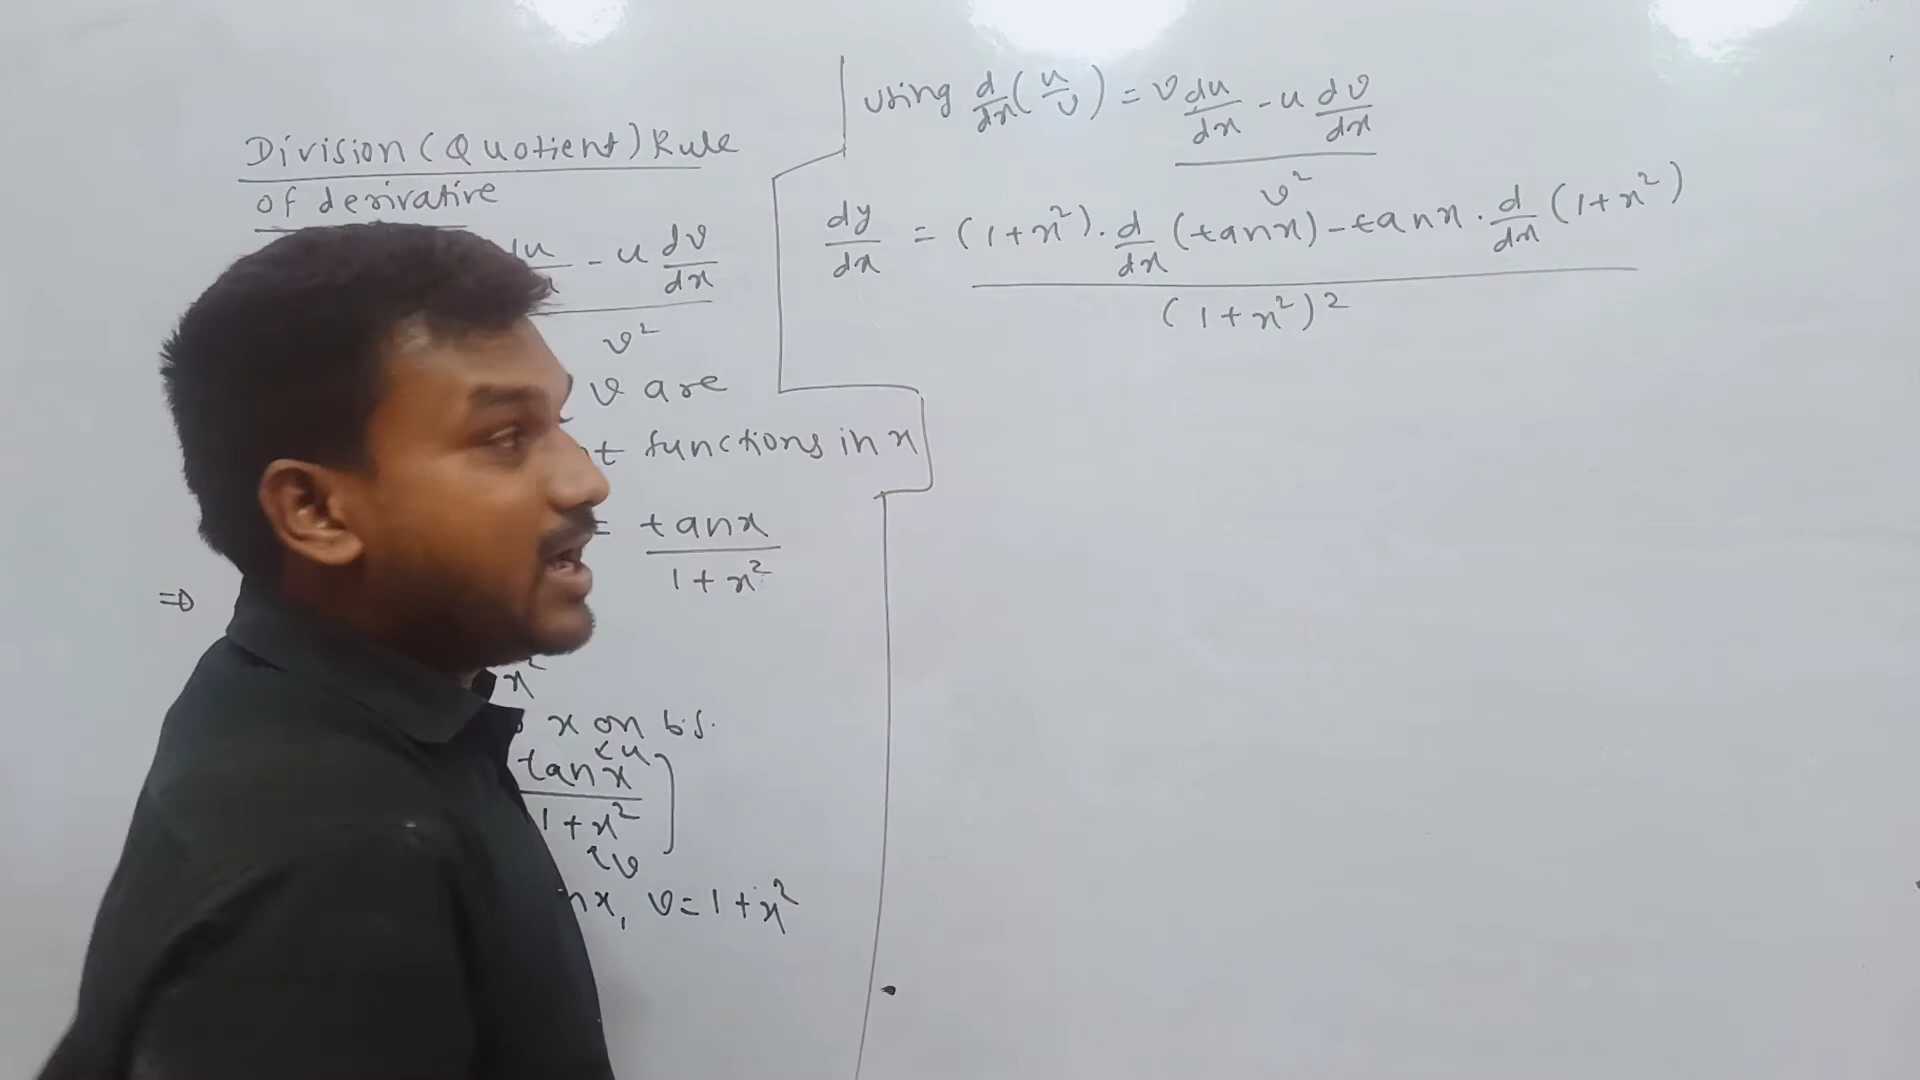 Division (Quotient) Rule
of derivative
du - u dv
dx
v²
v are
functions in x
= tanx
1+x²
⇒
x²
x on b.s.
<u
tanx
1+x²
v
nx, v=1+x²
using d/dx (u/v) = v du/dx - u dv/dx
v²
dy/dx = (1+x²). d/dx (tanx) - tanx . d/dx (1+x²)
(1+x²)²